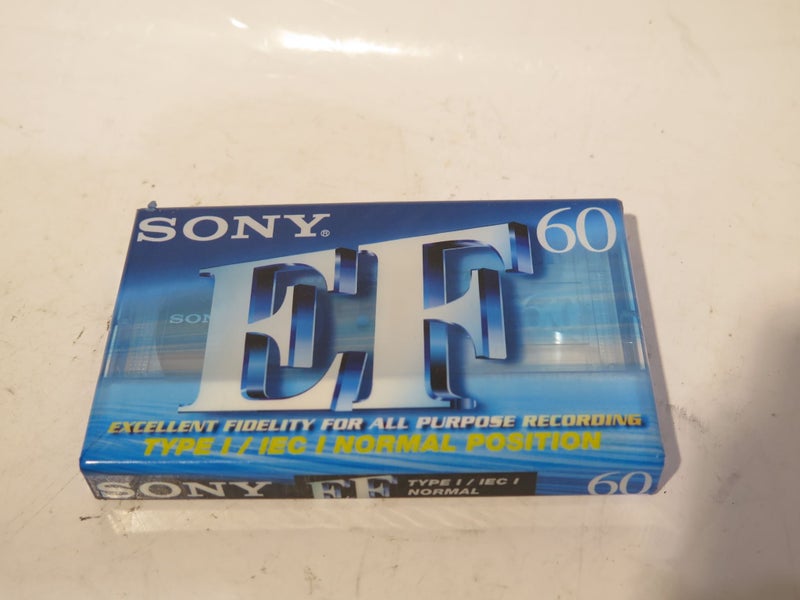 SONY® 60
EF
SONY
EXCELLENT FIDELITY FOR ALL PURPOSE RECORDING
TYPE I / IEC I NORMAL POSITION
SONY EF TYPE I / IEC I 60
NORMAL